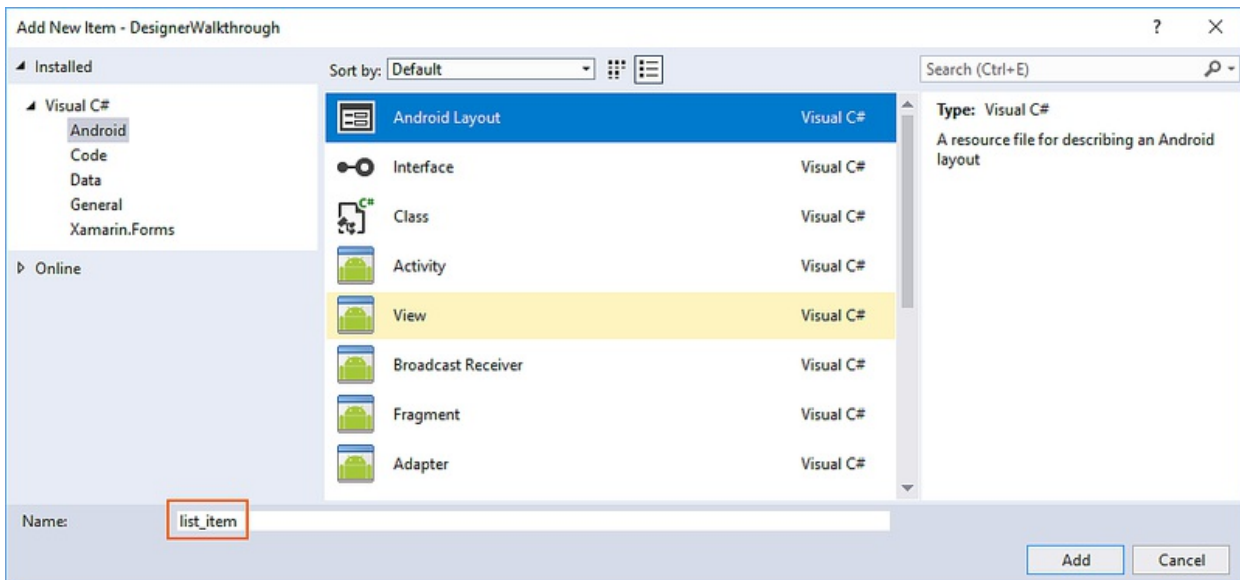 Add New Item - DesignerWalkthrough
?
Installed
Sort by: Default
Search (Ctrl+E)
Visual C#
Android
Code
Data
General
Xamarin.Forms
Online
Android Layout Visual C#
Interface Visual C#
C#
Class Visual C#
Activity Visual C#
View Visual C#
Broadcast Receiver Visual C#
Fragment Visual C#
Adapter Visual C#
Type: Visual C#
A resource file for describing an Android
layout
Name: list_item
Add Cancel